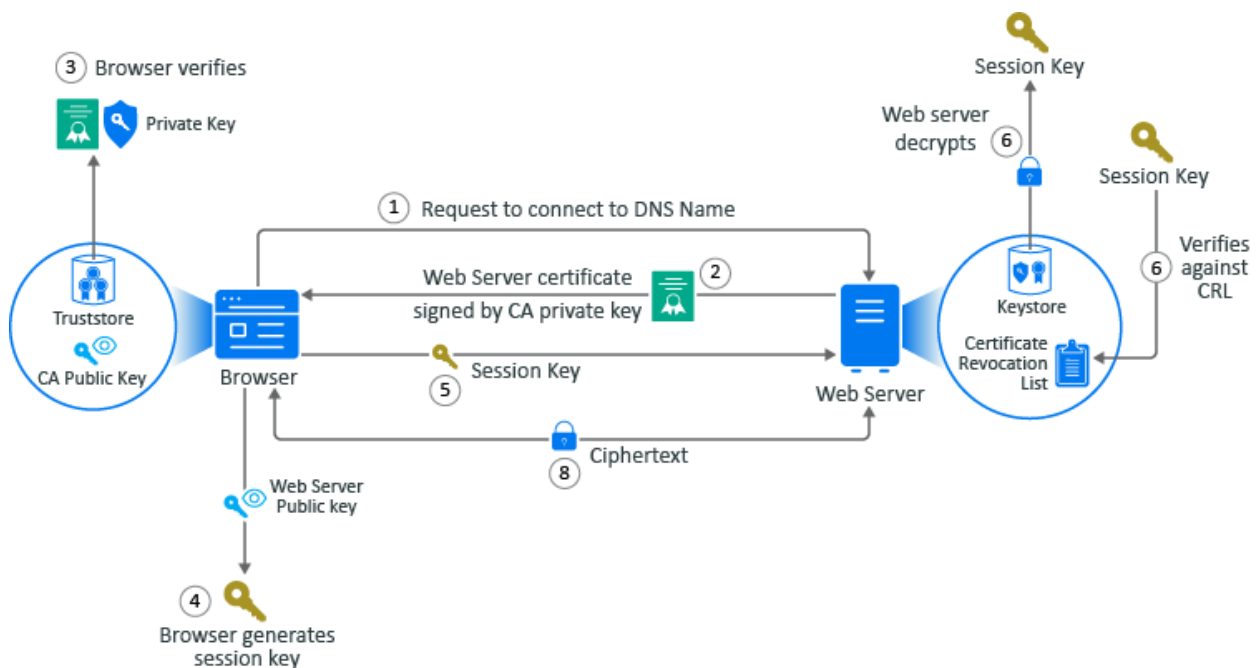 3 Browser verifies
Private Key
Truststore
CA Public Key
1 Request to connect to DNS Name
Web Server certificate 2
signed by CA private key
Browser
5 Session Key
8 Ciphertext
Web Server
Public key
4
Browser generates
session key
Web Server
Session Key
Web server
decrypts 6
Session Key
Verifies
6 against
CRL
Keystore
Certificate
Revocation
List